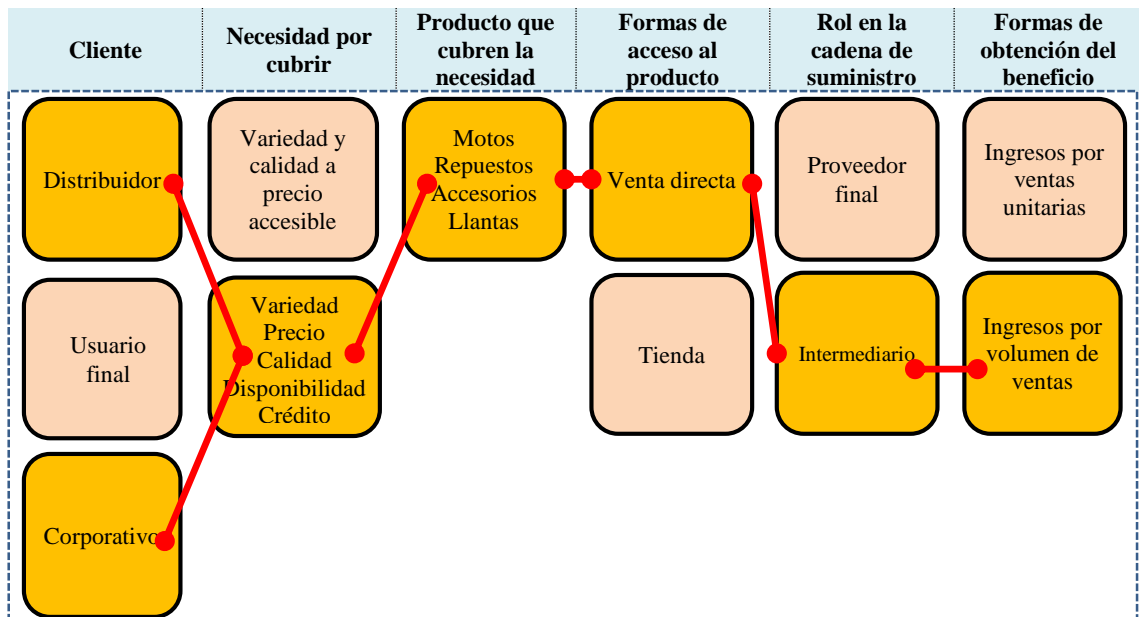 Cliente
Necesidad por
cubrir
Producto que
cubren la
necesidad
Formas de
acceso al
producto
Rol en la
cadena de
suministro
Formas de
obtención del
beneficio
Distribuidor
Variedad y
calidad a
precio
accesible
Motos
Repuestos
Accesorios
Llantas
Venta directa
Proveedor
final
Ingresos por
ventas
unitarias
Usuario
final
Variedad
Precio
Calidad
Disponibilidad
Crédito
Tienda
Intermediario
Ingresos por
volumen de
ventas
Corporativo